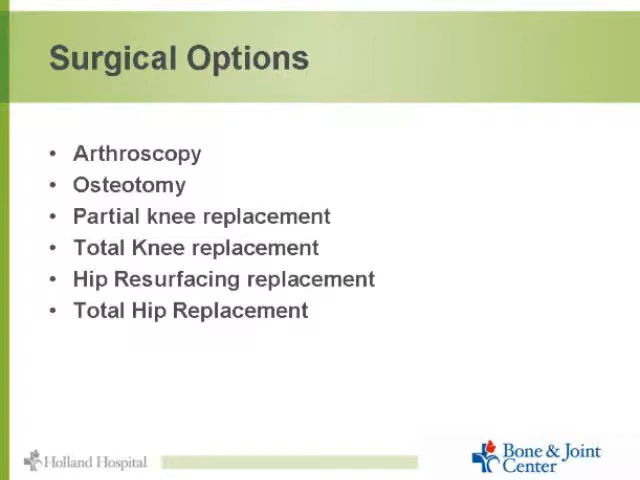 Surgical Options
• Arthroscopy
• Osteotomy
• Partial knee replacement
• Total Knee replacement
• Hip Resurfacing replacement
• Total Hip Replacement
Holland Hospital
Bone & Joint
Center